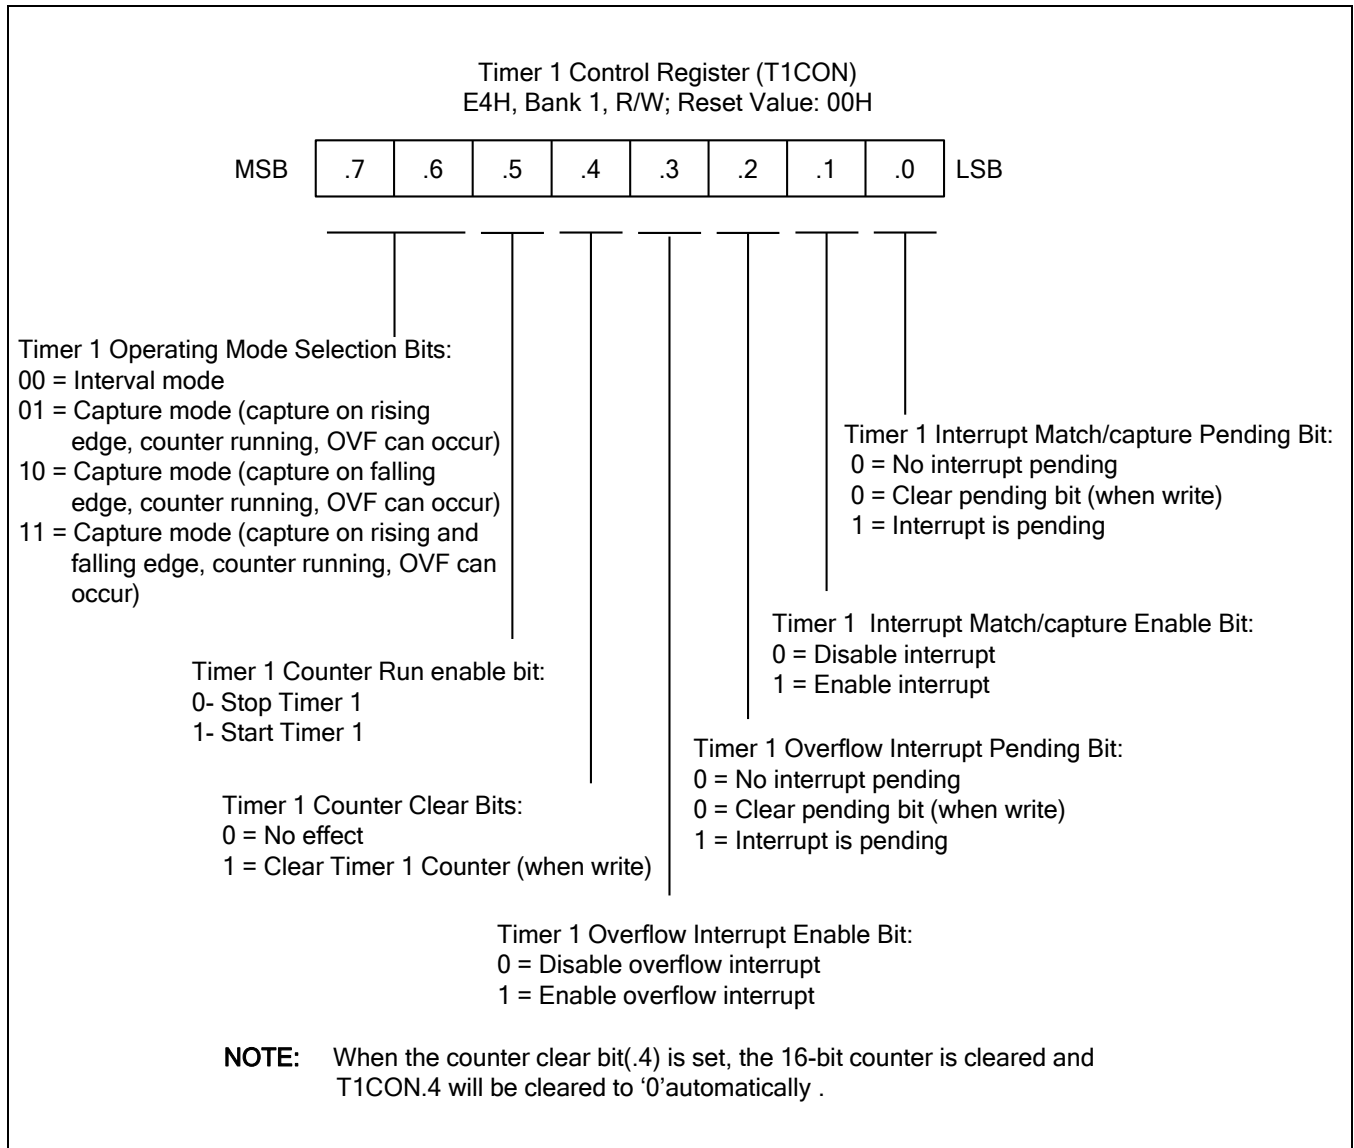 Timer 1 Control Register (T1CON)
E4H, Bank 1, R/W; Reset Value: 00H
MSB .7 .6 .5 .4 .3 .2 .1 .0 LSB
Timer 1 Operating Mode Selection Bits:
00 = Interval mode
01 = Capture mode (capture on rising
edge, counter running, OVF can occur)
10 = Capture mode (capture on falling
edge, counter running, OVF can occur)
11 = Capture mode (capture on rising and
falling edge, counter running, OVF can
occur)
Timer 1 Interrupt Match/capture Pending Bit:
0 = No interrupt pending
0 = Clear pending bit (when write)
1 = Interrupt is pending
Timer 1 Interrupt Match/capture Enable Bit:
0 = Disable interrupt
1 = Enable interrupt
Timer 1 Counter Run enable bit:
0- Stop Timer 1
1- Start Timer 1
Timer 1 Overflow Interrupt Pending Bit:
0 = No interrupt pending
0 = Clear pending bit (when write)
1 = Interrupt is pending
Timer 1 Counter Clear Bits:
0 = No effect
1 = Clear Timer 1 Counter (when write)
Timer 1 Overflow Interrupt Enable Bit:
0 = Disable overflow interrupt
1 = Enable overflow interrupt
NOTE: When the counter clear bit(.4) is set, the 16-bit counter is cleared and
T1CON.4 will be cleared to ‘0’automatically .